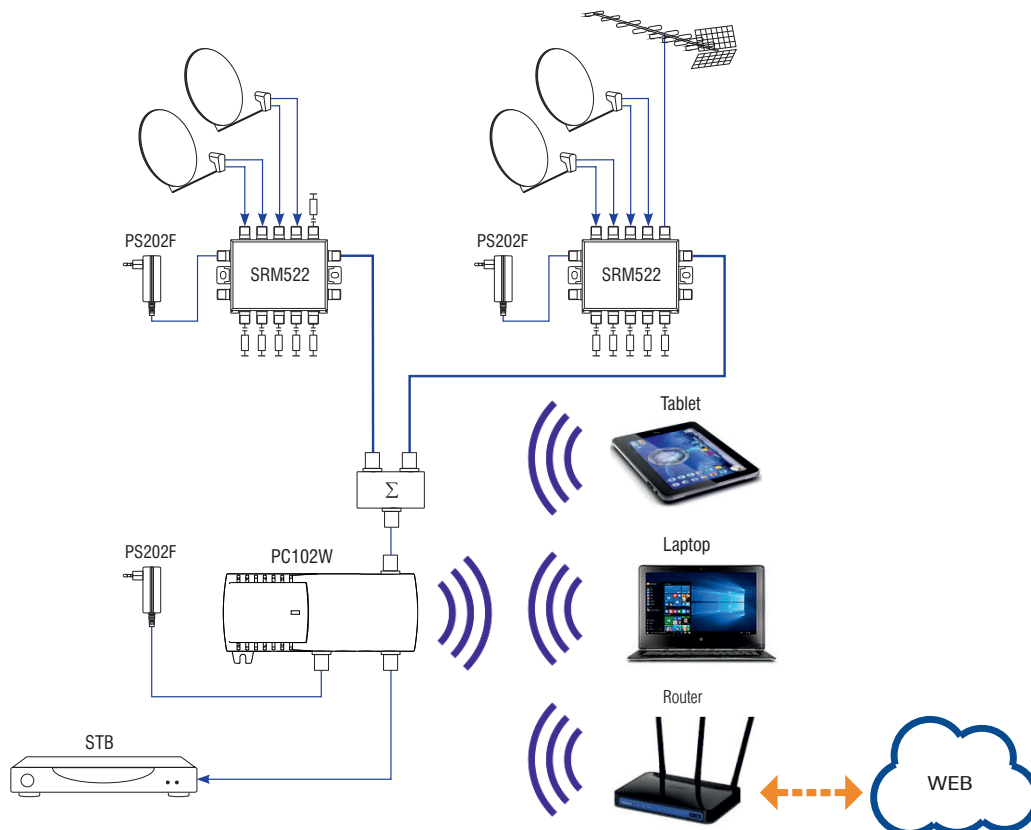 PS202F
SRM522
PS202F
SRM522
Tablet
Σ
PS202F
PC102W
Laptop
Router
STB
WEB